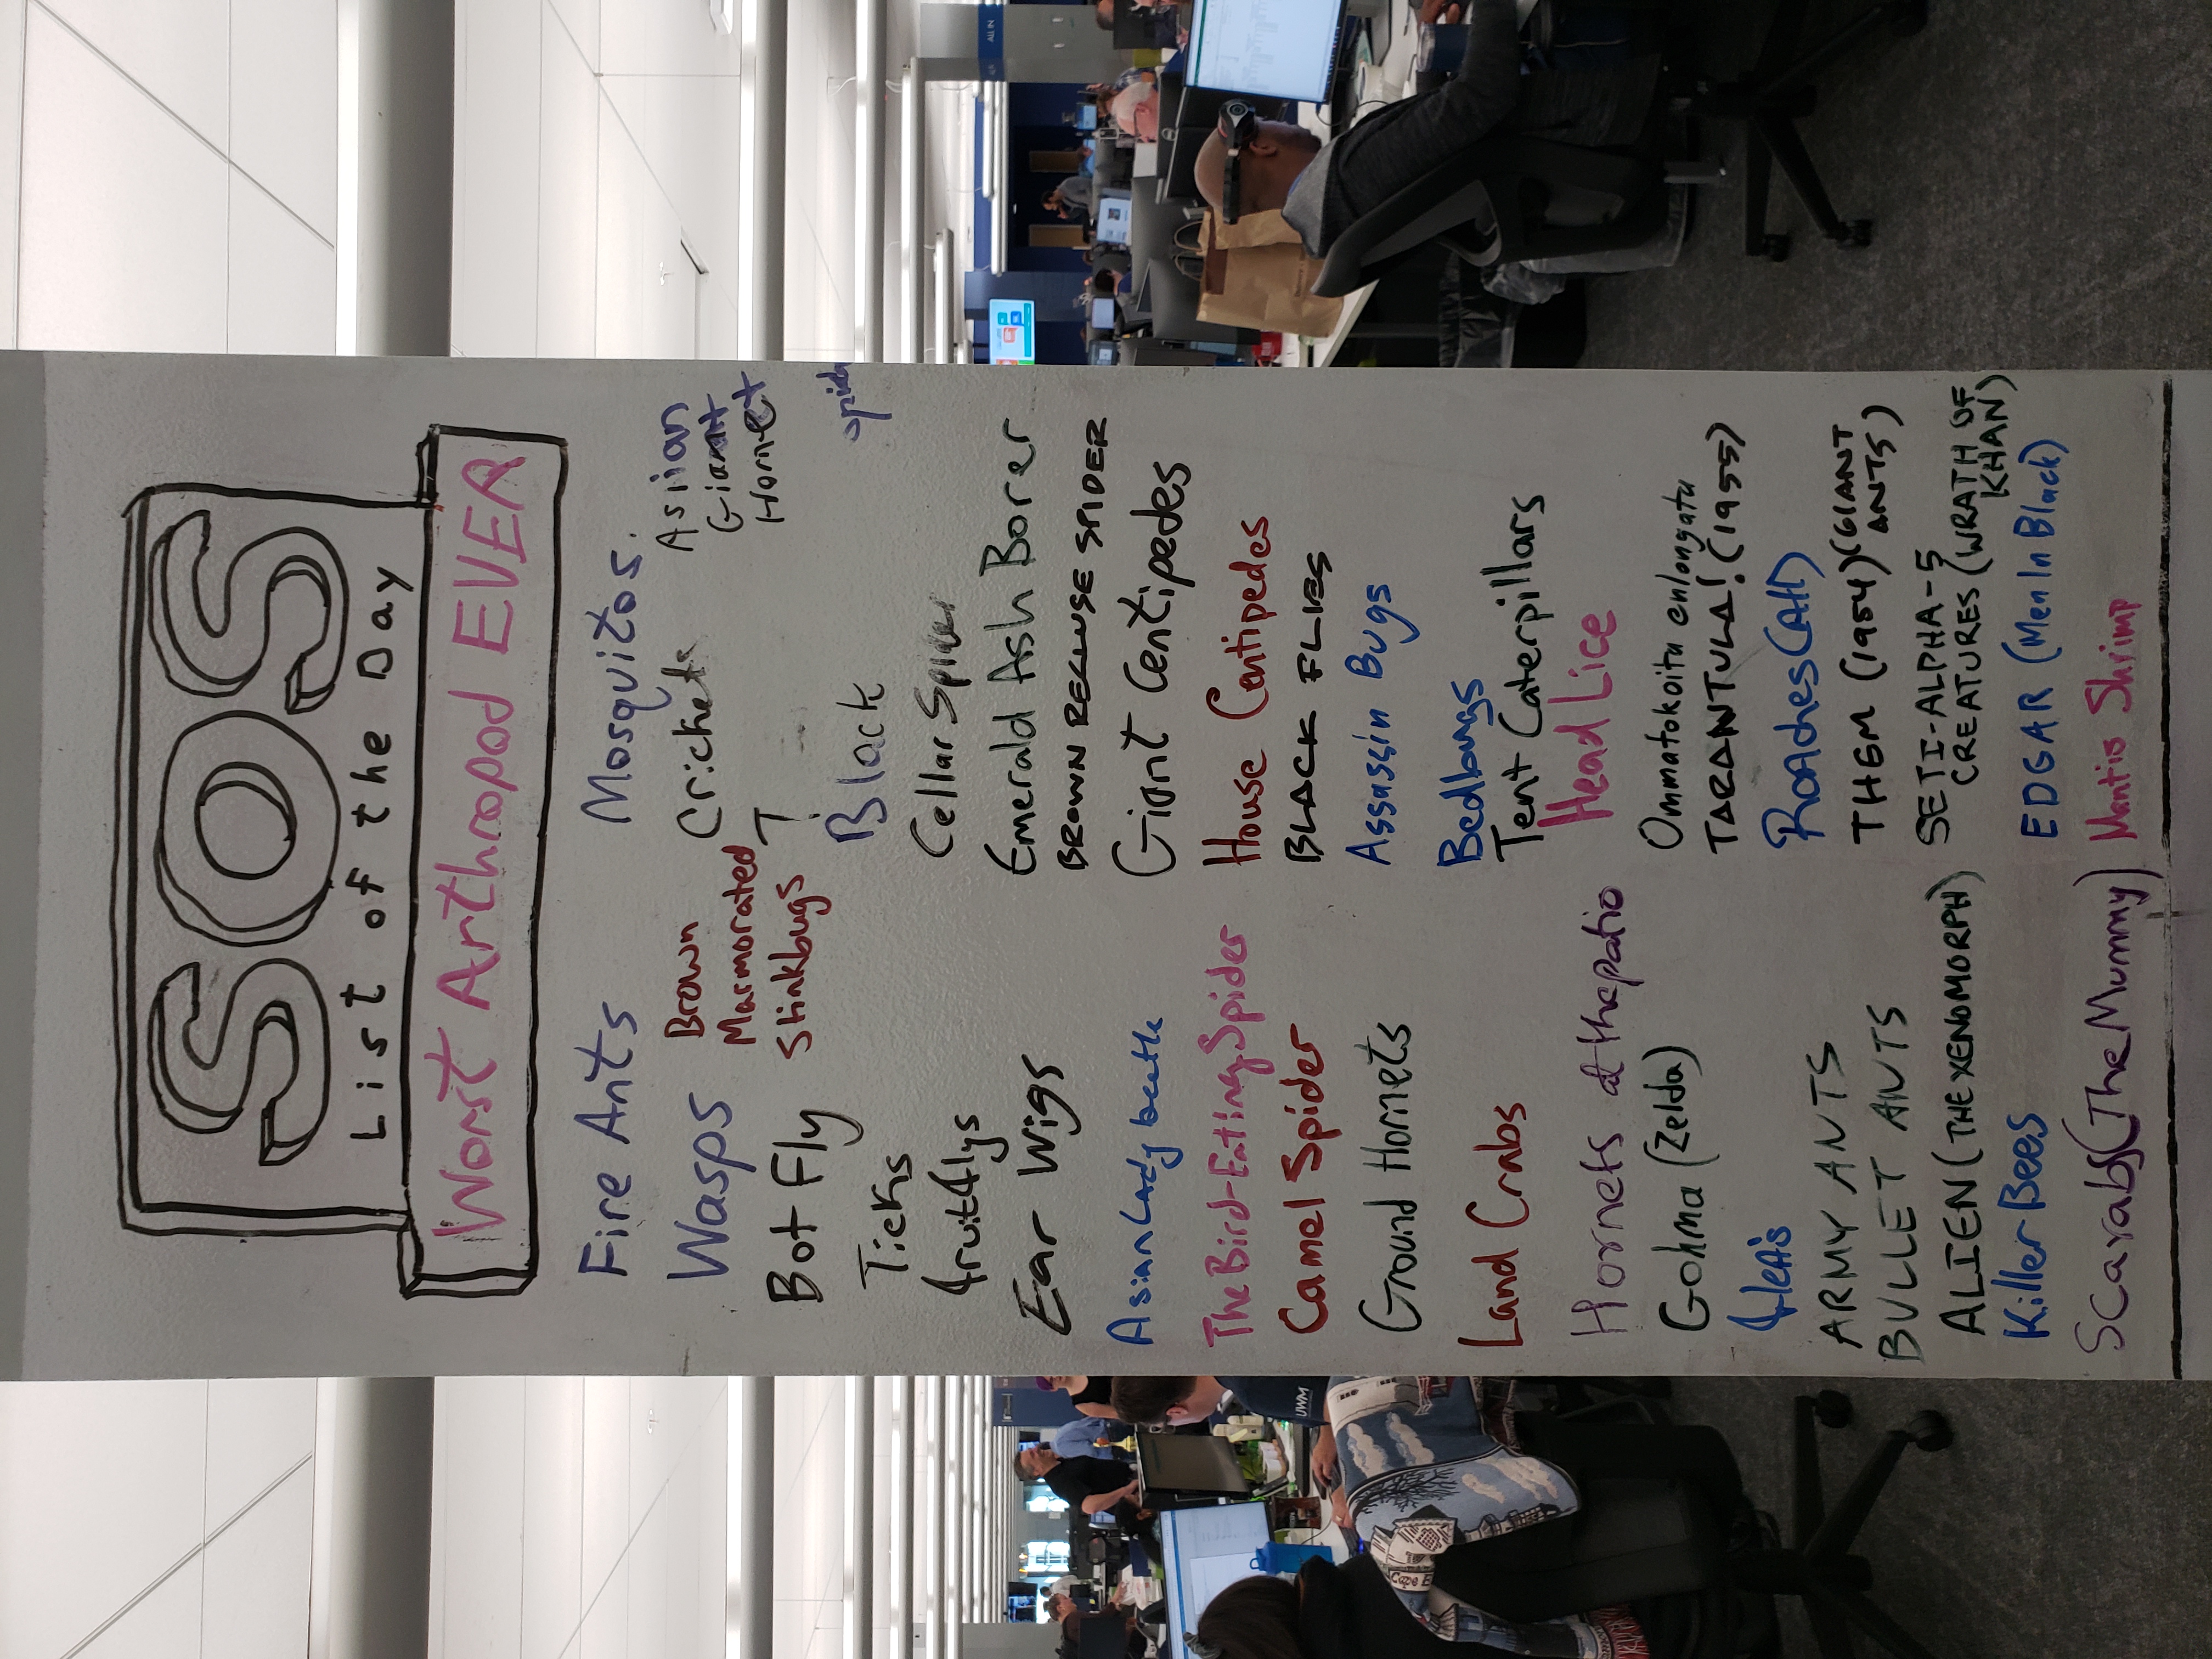 SOS
List of the Day
Worst Arthropod EVER
Fire Ants
Wasps
Brown
Marmorated
Stinkbugs
Bot Fly
Ticks
fruitflys
Ear Wigs
Asian Lady beetle
The Bird-Eating Spider
Camel Spider
Ground Hornets
Land Crabs
Hornets at the patio
Gohma (Zelda)
fleA's
ARMY ANTS
BULLET ANTS
ALIEN (THE XENOMORPH)
Killer Bees
Scarabs (The Mummy)
Mosquitos.
Crickets
Asiian
Giant
Hornet
T
Black
Cellar Spider
Emerald Ash Borer
BROWN RECLUSE SPIDER
Giant Centipedes
House Centipedes
BLACK FLIES
Assassin Bugs
Bedbugs
Tent Caterpillars
Head Lice
Ommatokoita enlongata
TARANTULA! (1955)
Roaches (All)
THEM (1954) (GIANT
ANTS)
SETI-ALPHA-5
CREATURES (WRATH OF
KHAN)
EDGAR (Men In Black)
Mantis Shrimp
UWM
ALL IN